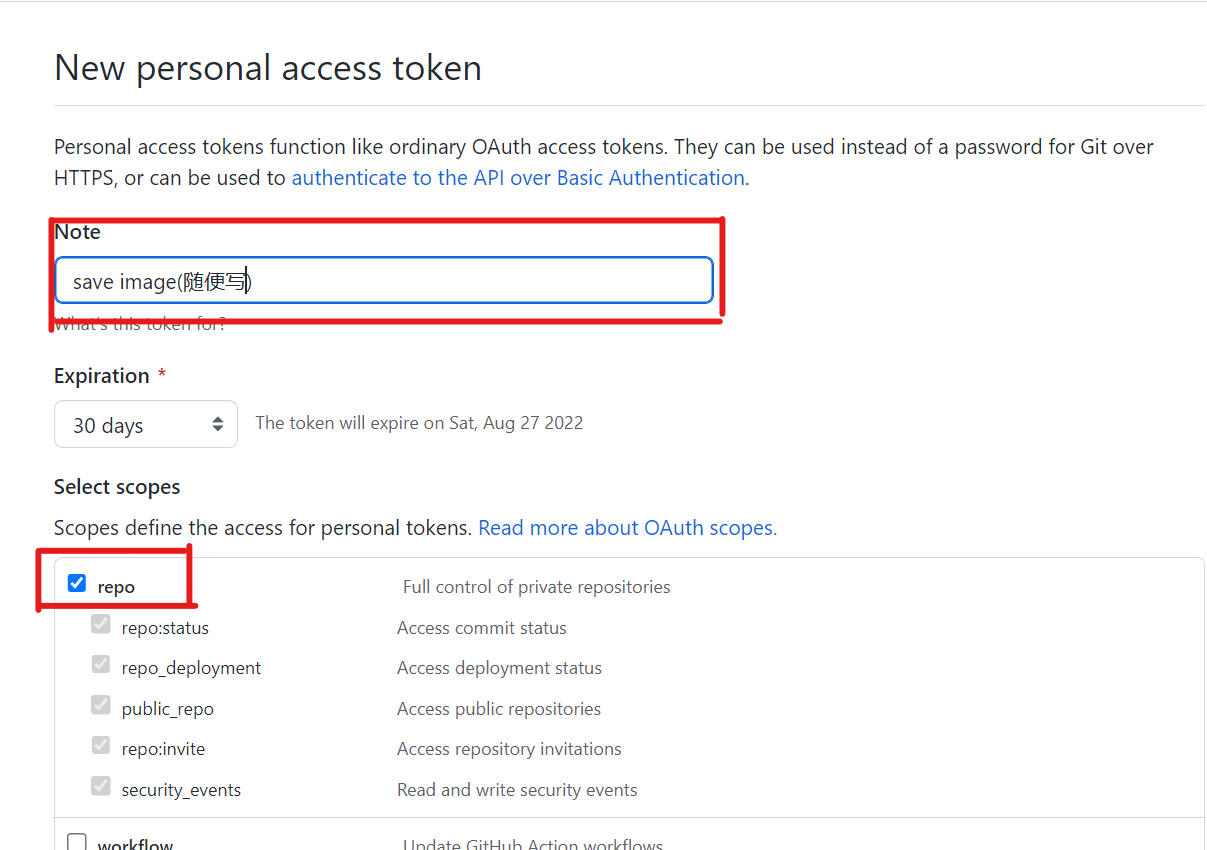 New personal access token
Personal access tokens function like ordinary OAuth access tokens. They can be used instead of a password for Git over
HTTPS, or can be used to authenticate to the API over Basic Authentication.
Note
save image(随便写)
What's this token for?
Expiration *
30 days The token will expire on Sat, Aug 27 2022
Select scopes
Scopes define the access for personal tokens. Read more about OAuth scopes.
repo Full control of private repositories
repo:status Access commit status
repo_deployment Access deployment status
public_repo Access public repositories
repo:invite Access repository invitations
security_events Read and write security events
workflow Update GitHub Action workflows